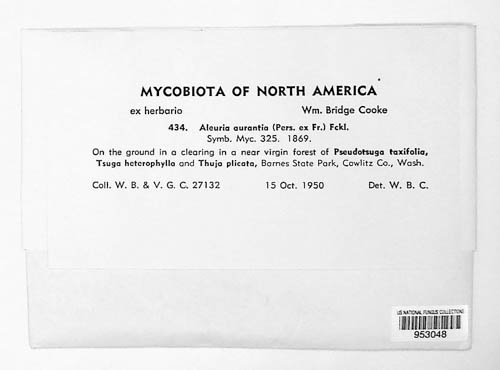 MYCOBIOTA OF NORTH AMERICA
ex herbario Wm. Bridge Cooke
434. Aleuria aurantia (Pers. ex Fr.) Fckl.
Symb. Myc. 325. 1869.
On the ground in a clearing in a near virgin forest of Pseudotsuga taxifolia,
Tsuga heterophylla and Thuja plicata, Barnes State Park, Cowlitz Co., Wash.
Coll. W. B. & V. G. C. 27132 15 Oct. 1950 Det. W. B. C.
US NATIONAL FUNGUS COLLECTIONS
953048